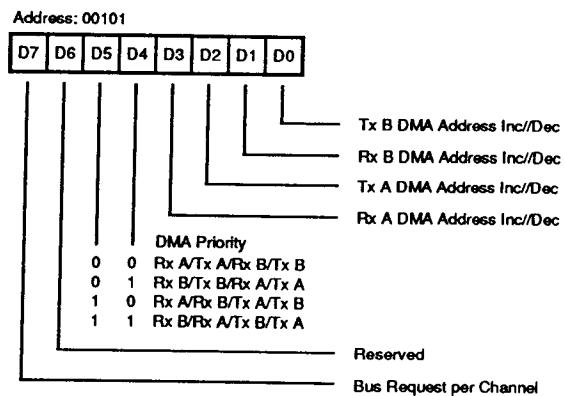 Address: 00101
D7 D6 D5 D4 D3 D2 D1 D0
Tx B DMA Address Inc//Dec
Rx B DMA Address Inc//Dec
Tx A DMA Address Inc//Dec
Rx A DMA Address Inc//Dec
DMA Priority
0 0 Rx A/Tx A/Rx B/Tx B
0 1 Rx B/Tx B/Rx A/Tx A
1 0 Rx A/Rx B/Tx A/Tx B
1 1 Rx B/Rx A/Tx B/Tx A
Reserved
Bus Request per Channel